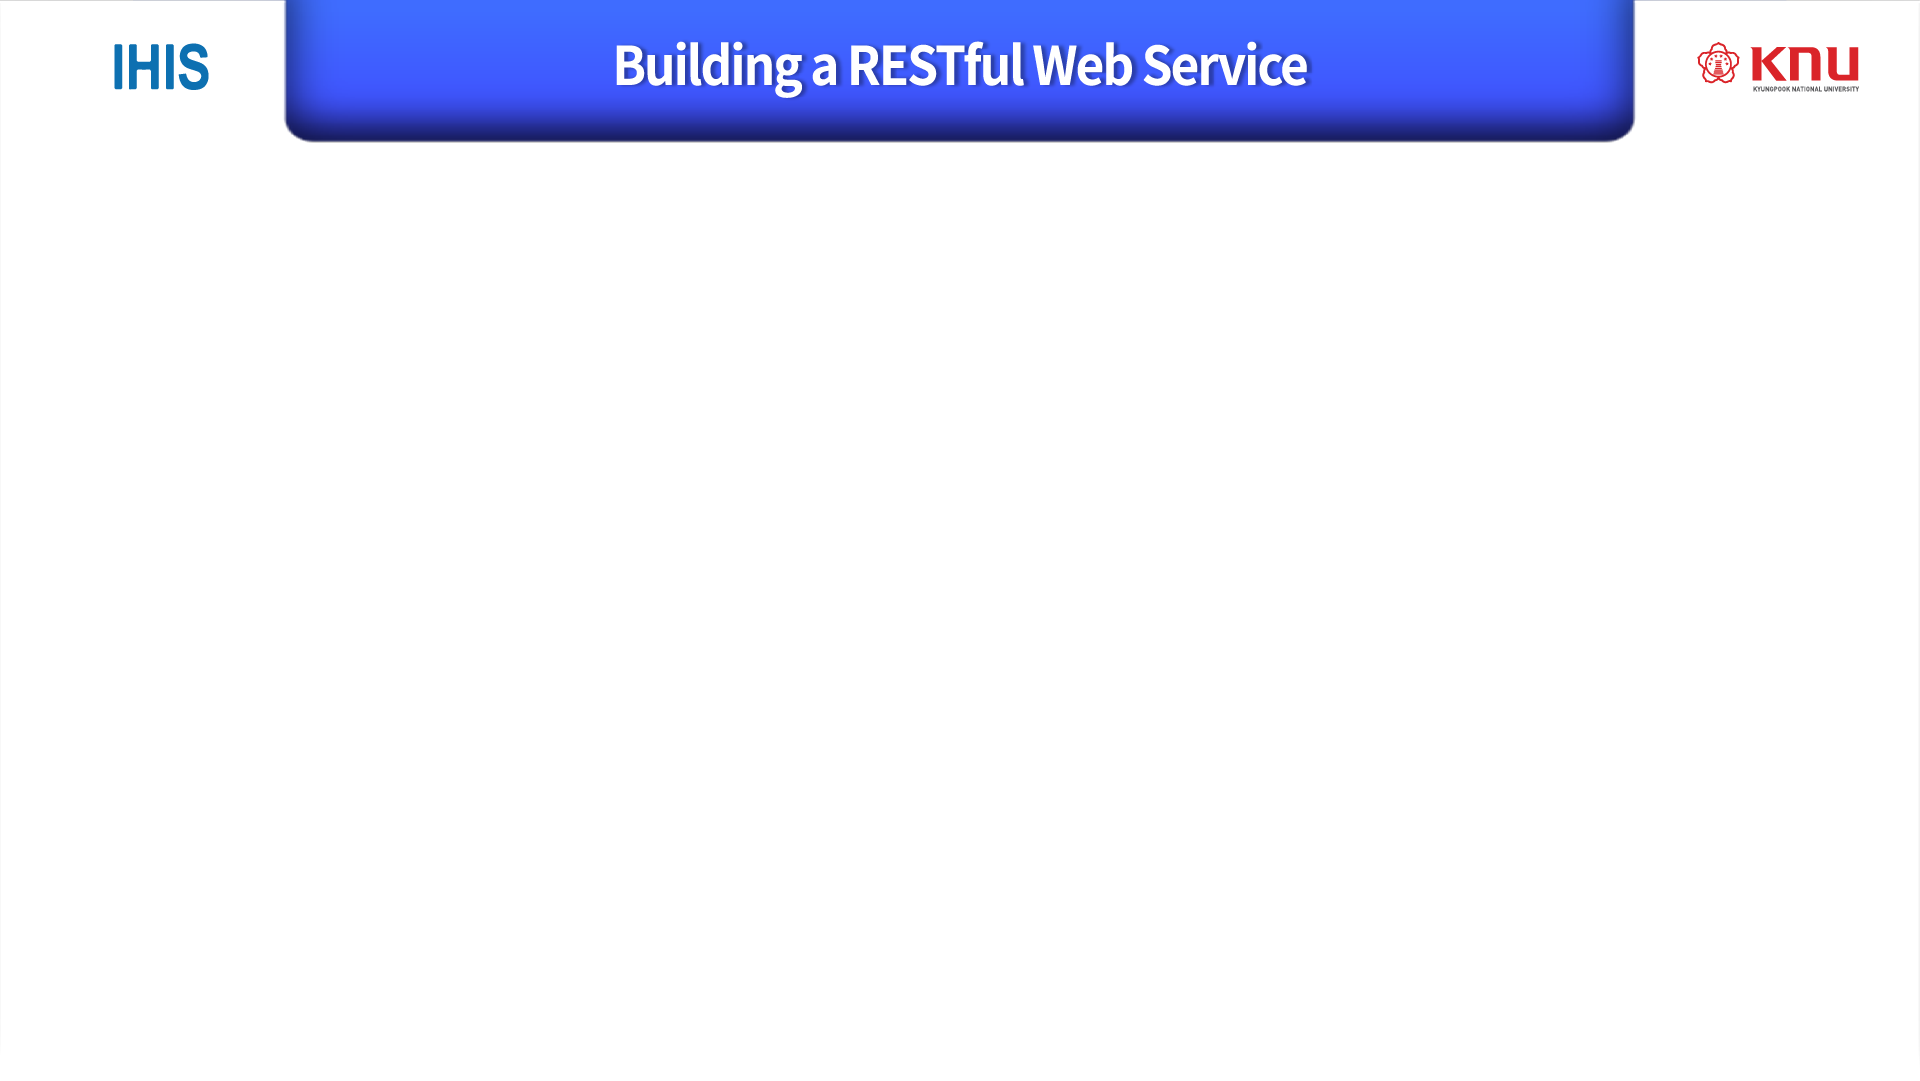 IHIS
Building a RESTful Web Service
KNU
KYUNGPOOK NATIONAL UNIVERSITY